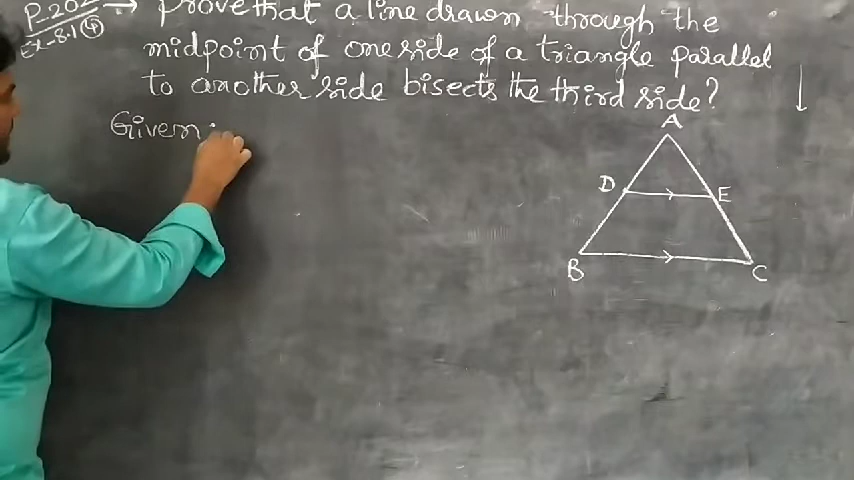 P-202 → Prove that a line drawn through the
Ex-8.1 (4) midpoint of one side of a triangle parallel
to another side bisects the third side?
Given :
A
D E
B C